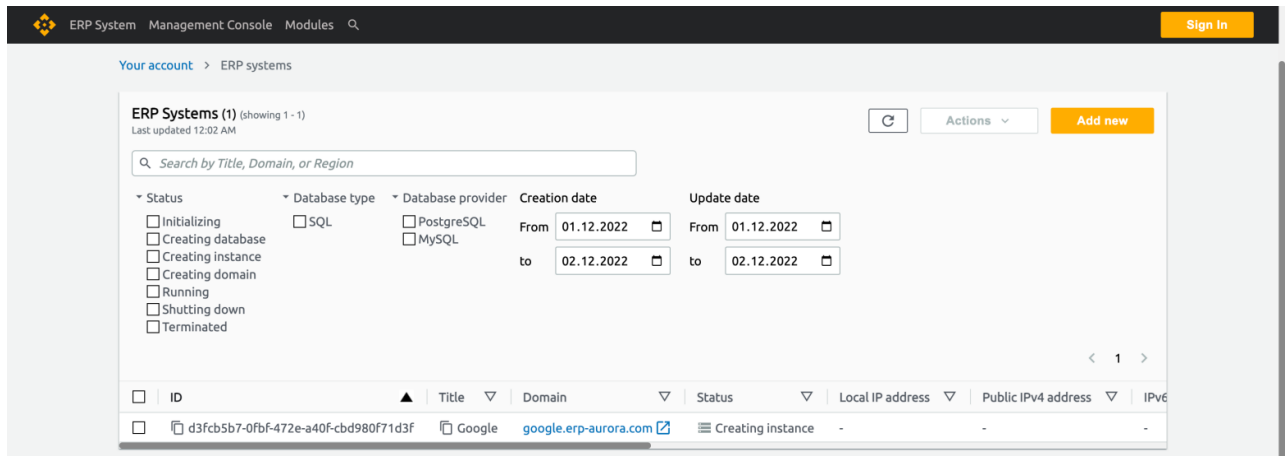 ERP System Management Console Modules Sign In
Your account > ERP systems
ERP Systems (1) (showing 1 - 1)
Last updated 12:02 AM
Actions Add new
Search by Title, Domain, or Region
Status Database type Database provider Creation date Update date
Initializing SQL PostgreSQL From 01.12.2022 From 01.12.2022
Creating database MySQL
Creating instance to 02.12.2022 to 02.12.2022
Creating domain
Running
Shutting down
Terminated
< 1 >
ID Title Domain Status Local IP address Public IPv4 address IPv6
d3fcb5b7-0fbf-472e-a40f-cbd980f71d3f Google google.erp-aurora.com Creating instance - - -